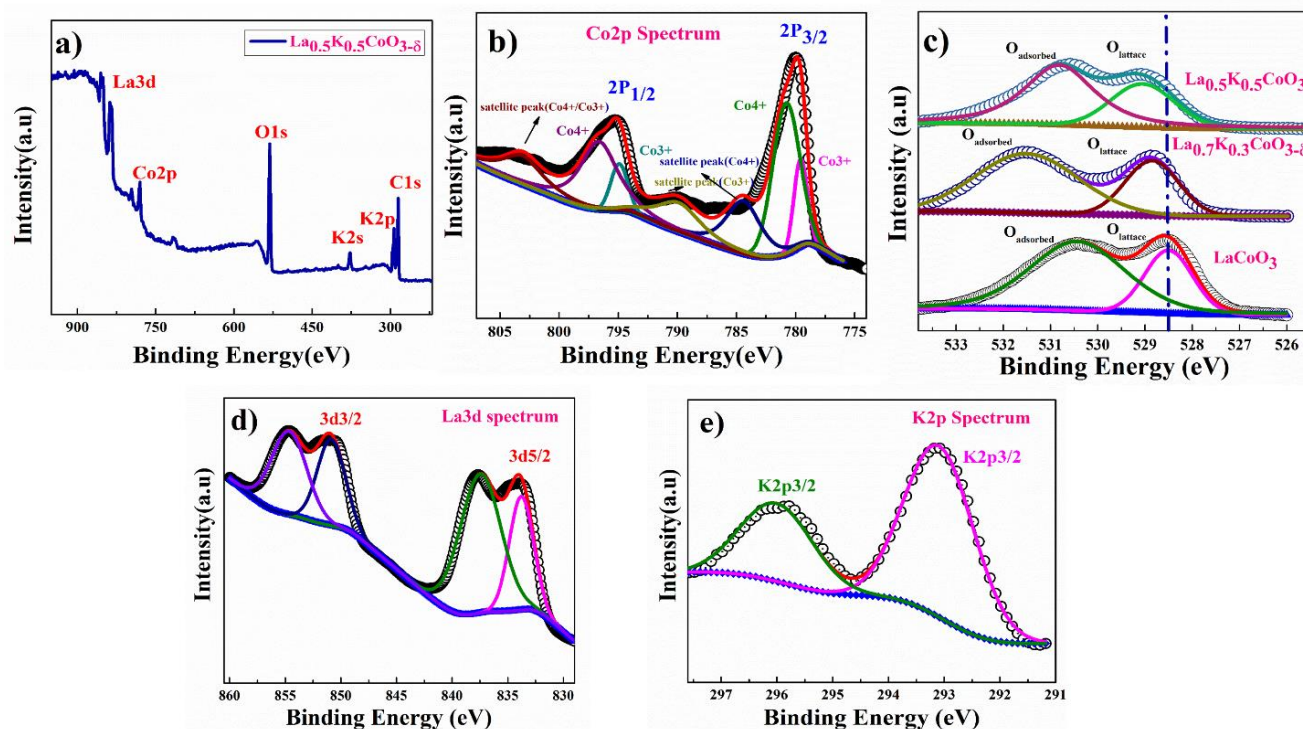 a)
La0.5K0.5CoO3-δ
La3d
Co2p
O1s
K2s
K2p
C1s
Intensity(a.u)
900 750 600 450 300
Binding Energy(eV)
b)
Co2p Spectrum
2P3/2
2P1/2
satellite peak(Co4+/Co3+)
Co4+
Co3+
satellite peak(Co4+)
satellite peak(Co3+)
Co4+
Co3+
Intensity(a.u)
805 800 795 790 785 780 775
Binding Energy(eV)
c)
Oadsorbed
Olattace
La0.5K0.5CoO3
Oadsorbed
Olattace
La0.7K0.3CoO3-δ
Oadsorbed
Olattace
LaCoO3
Intensity (a.u)
533 532 531 530 529 528 527 526
Binding Energy (eV)
d)
La3d spectrum
3d3/2
3d5/2
Intensity(a.u)
860 855 850 845 840 835 830
Binding Energy (eV)
e)
K2p Spectrum
K2p3/2
K2p3/2
Intensity(a.u)
297 296 295 294 293 292 291
Binding Energy (eV)